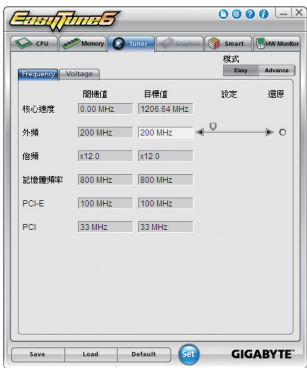 EasyTune6
CPU Memory Tuner Graphics Smart HW Monitor
模式
Easy Advance
Frequency Voltage
開機值 目標值 設定 還原
核心速度 0.00 MHz 1206.64 MHz
外頻 200 MHz 200 MHz
倍頻 x12.0 x12.0
記憶體頻率 800 MHz 800 MHz
PCI-E 100 MHz 100 MHz
PCI 33 MHz 33 MHz
Save Load Default Set GIGABYTE